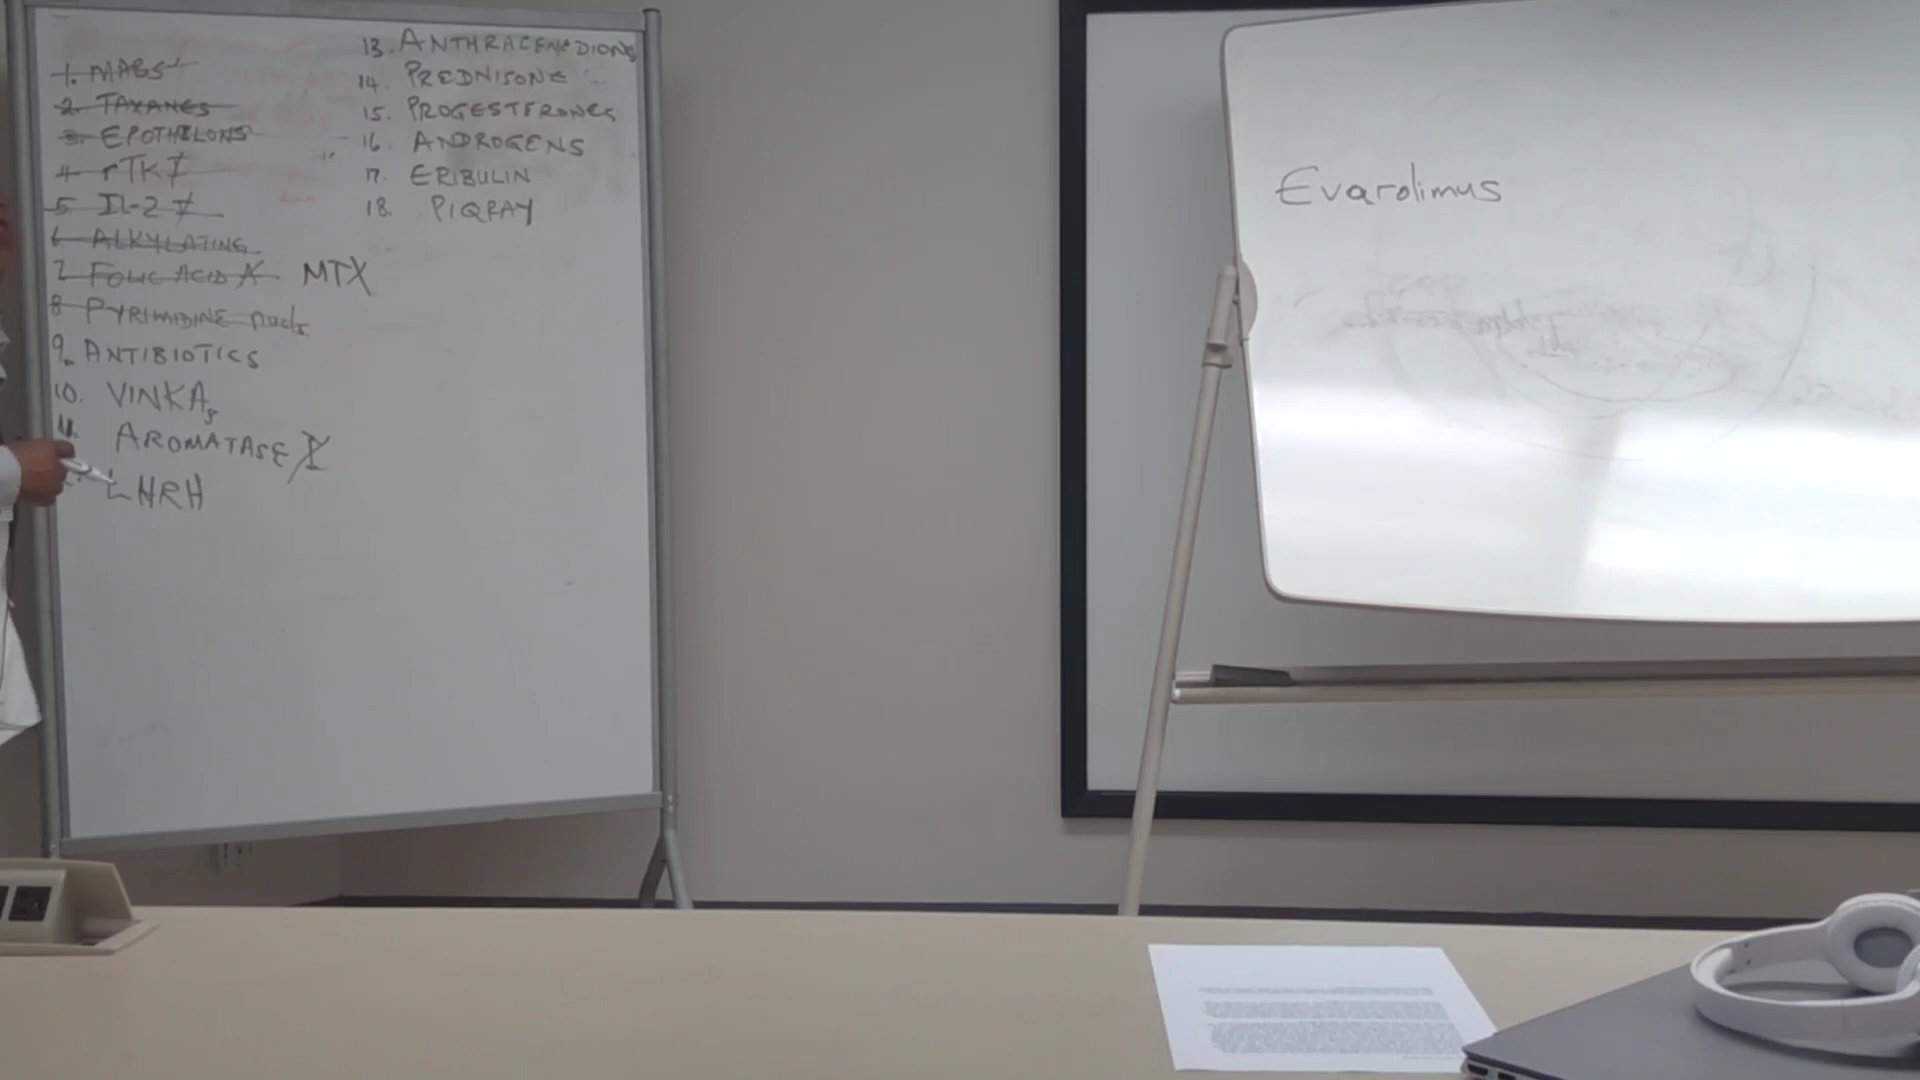 1. MABS
2. TAXANES
3. EPOTHILONS
4 rTKI
5 IL-2
6 ALKYLATING
7 FOLIC ACID A MTX
8 PYRIMIDINE nucls
9. ANTIBIOTICS
10. VINKAs
11. AROMATASE I
LHRH
13. ANTHRACENEDIONS
14. PREDNISONE
15. PROGESTERONES
16. ANDROGENS
17. ERIBULIN
18. PIQRAY
Evarolimus